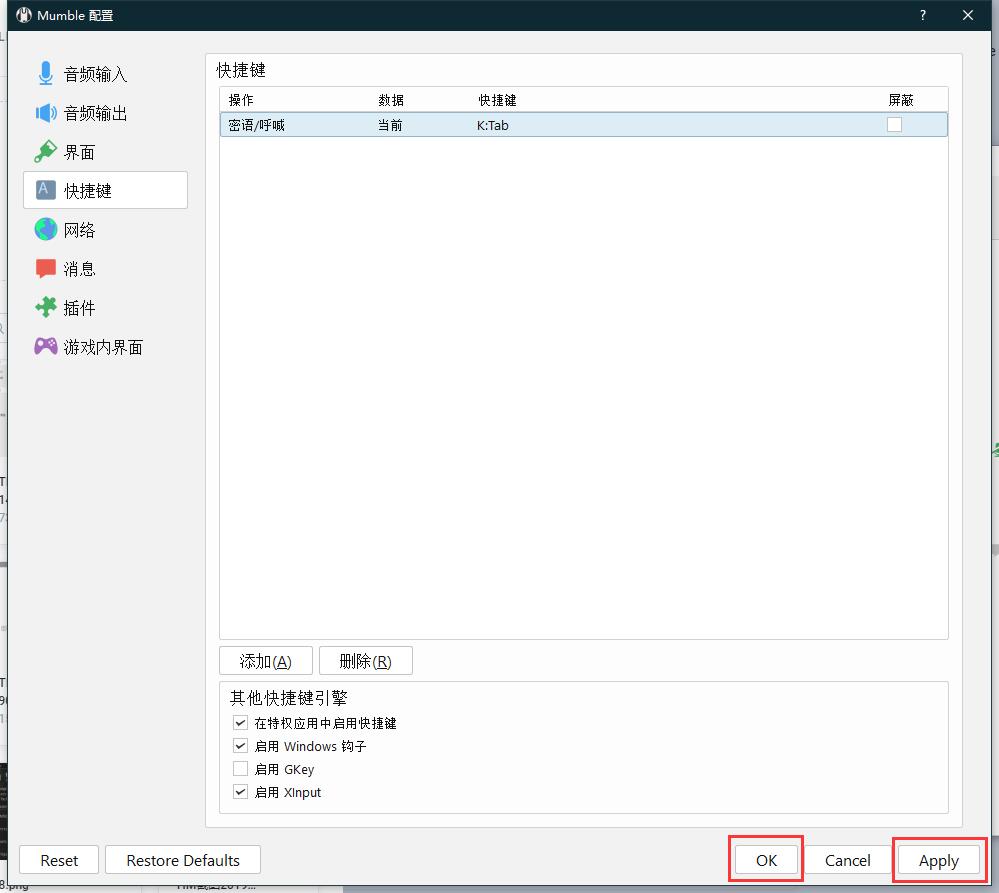 Mumble 配置
音频输入
音频输出
界面
快捷键
网络
消息
插件
游戏内界面
快捷键
操作 数据 快捷键 屏蔽
密语/呼喊 当前 K:Tab
添加(A) 删除(R)
其他快捷键引擎
在特权应用中启用快捷键
启用 Windows 钩子
启用 GKey
启用 XInput
Reset Restore Defaults OK Cancel Apply
8.png